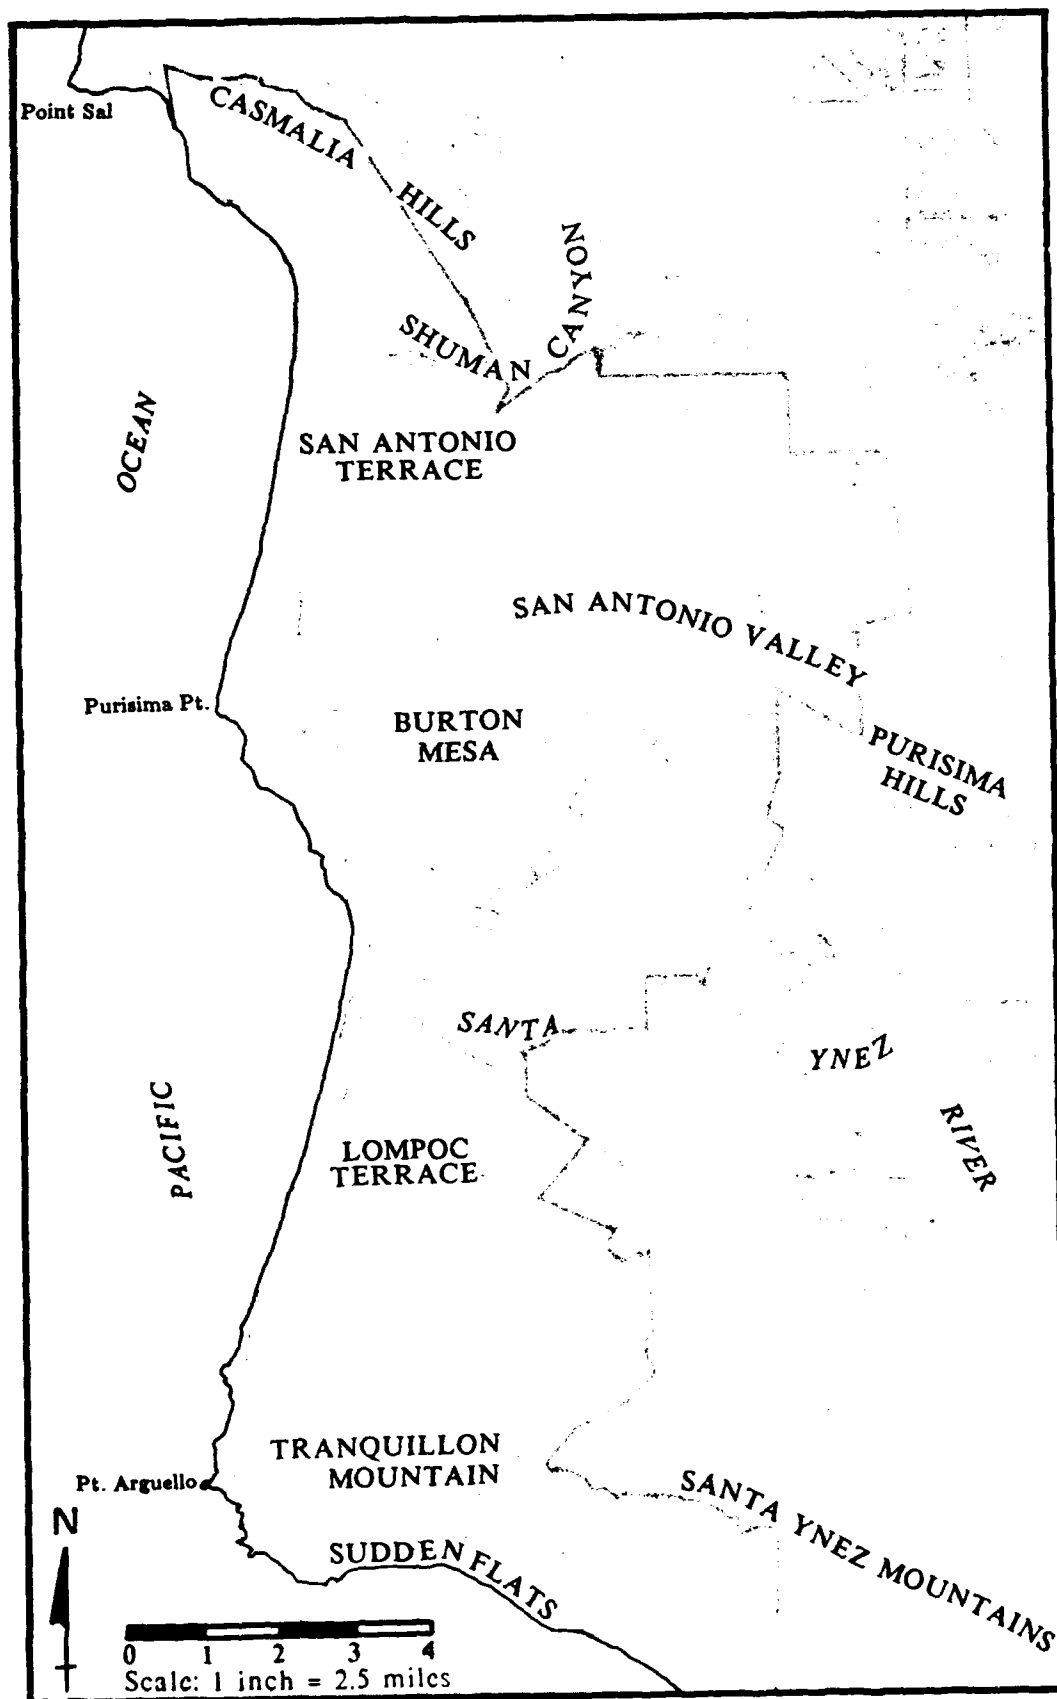 Point Sal
CASMALIA HILLS
SHUMAN CANYON
OCEAN
SAN ANTONIO
TERRACE
SAN ANTONIO VALLEY
Purisima Pt.
BURTON
MESA
PURISIMA
HILLS
SANTA YNEZ RIVER
PACIFIC
LOMPOC
TERRACE
TRANQUILLON
MOUNTAIN
Pt. Arguello
SANTA YNEZ MOUNTAINS
N
SUDDEN FLATS
0 1 2 3 4
Scale: 1 inch = 2.5 miles